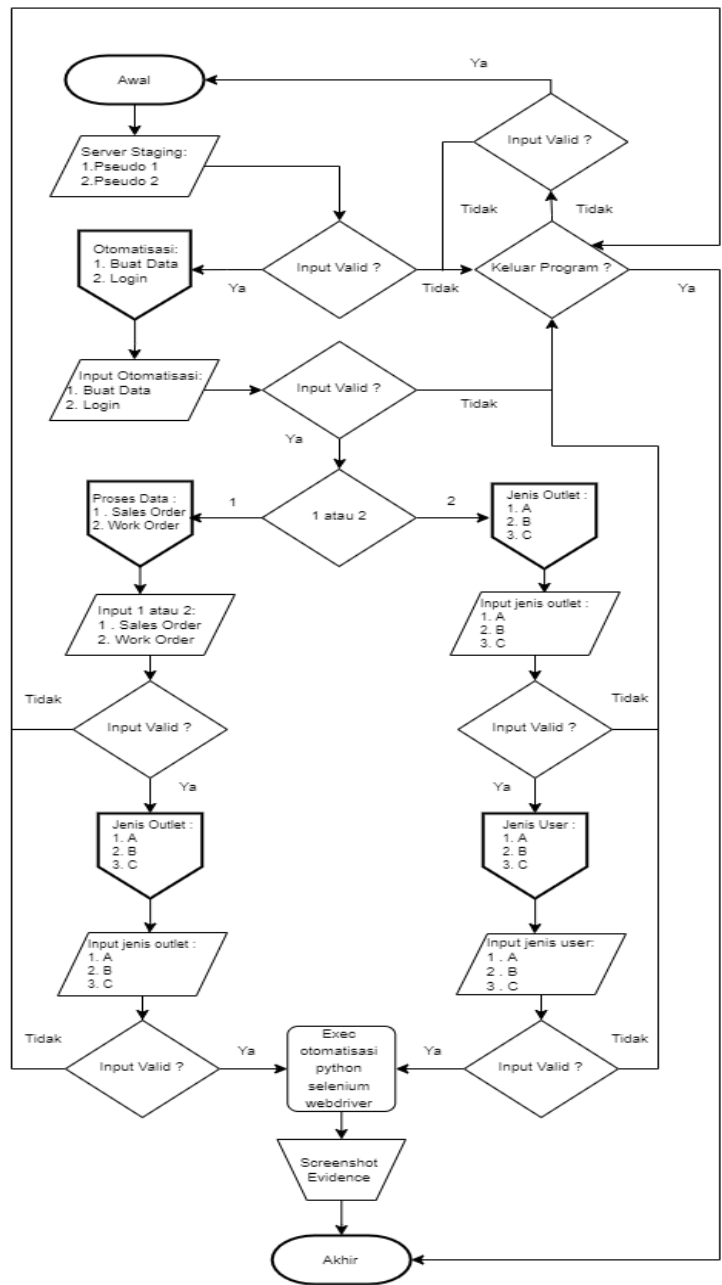 Ya
Awal
Input Valid ?
Server Staging:
1.Pseudo 1
2.Pseudo 2
Tidak
Tidak
Otomatisasi:
1. Buat Data
2. Login
Input Valid ?
Keluar Program ?
Ya
Tidak
Ya
Input Otomatisasi:
1. Buat Data
2. Login
Input Valid ?
Tidak
Ya
Proses Data :
1 . Sales Order
2. Work Order
1
1 atau 2
2
Jenis Outlet :
1. A
2. B
3. C
Input 1 atau 2:
1 . Sales Order
2. Work Order
Input jenis outlet :
1. A
2. B
3. C
Tidak
Input Valid ?
Ya
Input Valid ?
Tidak
Ya
Jenis Outlet :
1. A
2. B
3. C
Jenis User :
1. A
2. B
3. C
Input jenis outlet :
1. A
2. B
3. C
Input jenis user:
1 . A
2 . B
3 . C
Tidak
Input Valid ?
Ya
Exec
otomatisasi
python
selenium
webdriver
Ya
Input Valid ?
Tidak
Screenshot
Evidence
Akhir